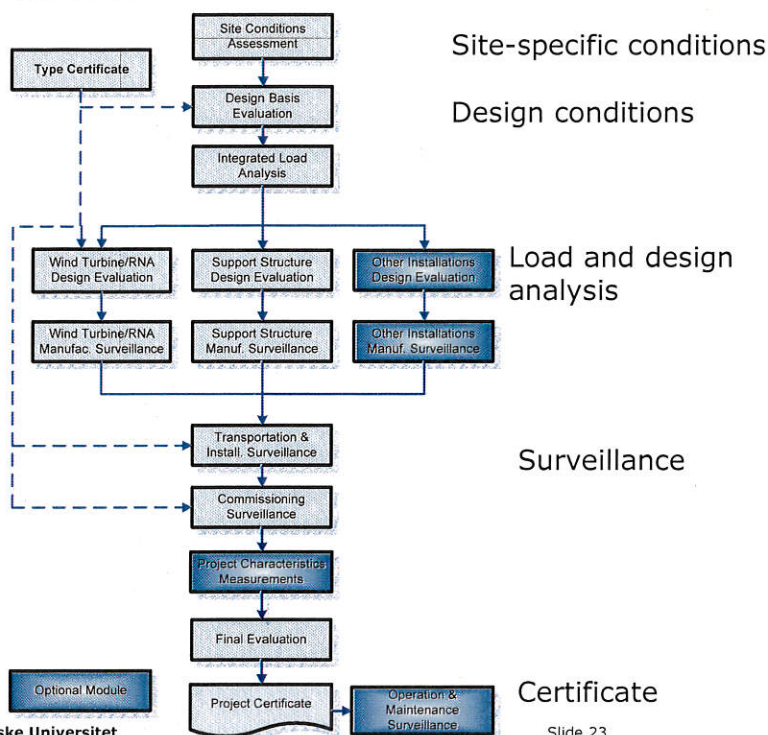 Site Conditions
Assessment
Site-specific conditions
Type Certificate
Design Basis
Evaluation
Design conditions
Integrated Load
Analysis
Wind Turbine/RNA
Design Evaluation
Support Structure
Design Evaluation
Other Installations
Design Evaluation
Load and design
analysis
Wind Turbine/RNA
Manufac. Surveillance
Support Structure
Manuf. Surveillance
Other Installations
Manuf. Surveillance
Transportation &
Install. Surveillance
Surveillance
Commissioning
Surveillance
Project Characteristics
Measurements
Final Evaluation
Optional Module
Project Certificate
Operation &
Maintenance
Surveillance
Certificate
ske Universitet
Slide 23